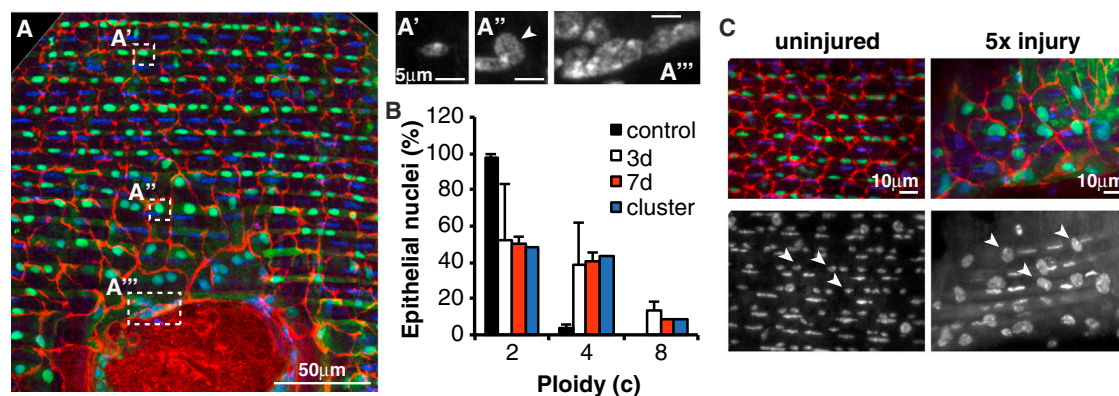 A
A'
A''
A'''
50μm
A'
5μm
A''
A'''
B
Epithelial nuclei (%)
120
100
80
60
40
20
0
control
3d
7d
cluster
2
4
8
Ploidy (c)
C
uninjured
5x injury
10μm
10μm